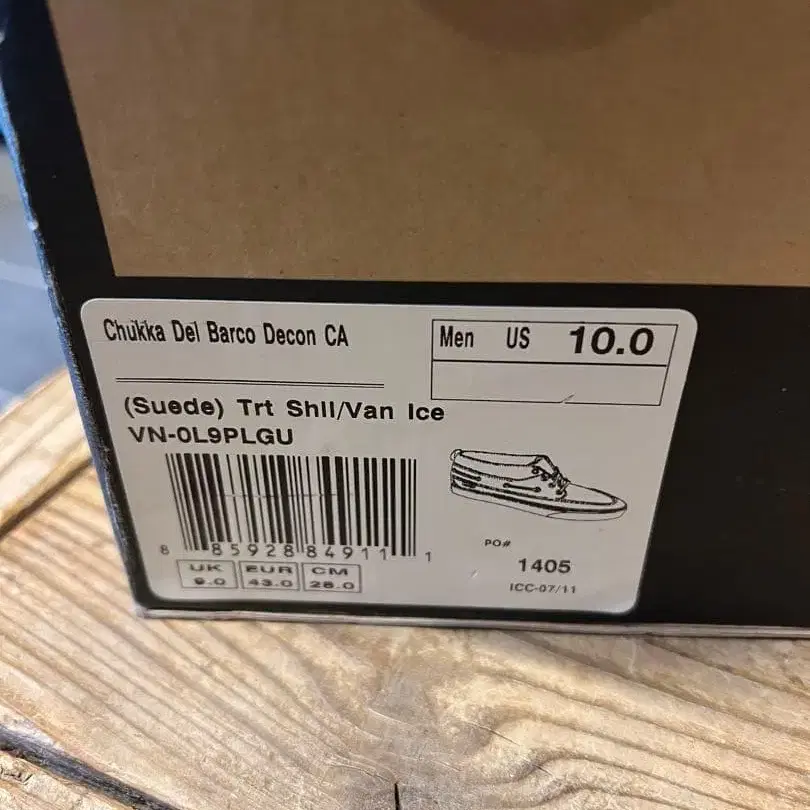 Chukka Del Barco Decon CA
Men US 10.0
(Suede) Trt Shll/Van Ice
VN-0L9PLGU
8 85928 84911 1
PO#
1405
ICC-07/11
UK EUR CM
9.0 43.0 28.0